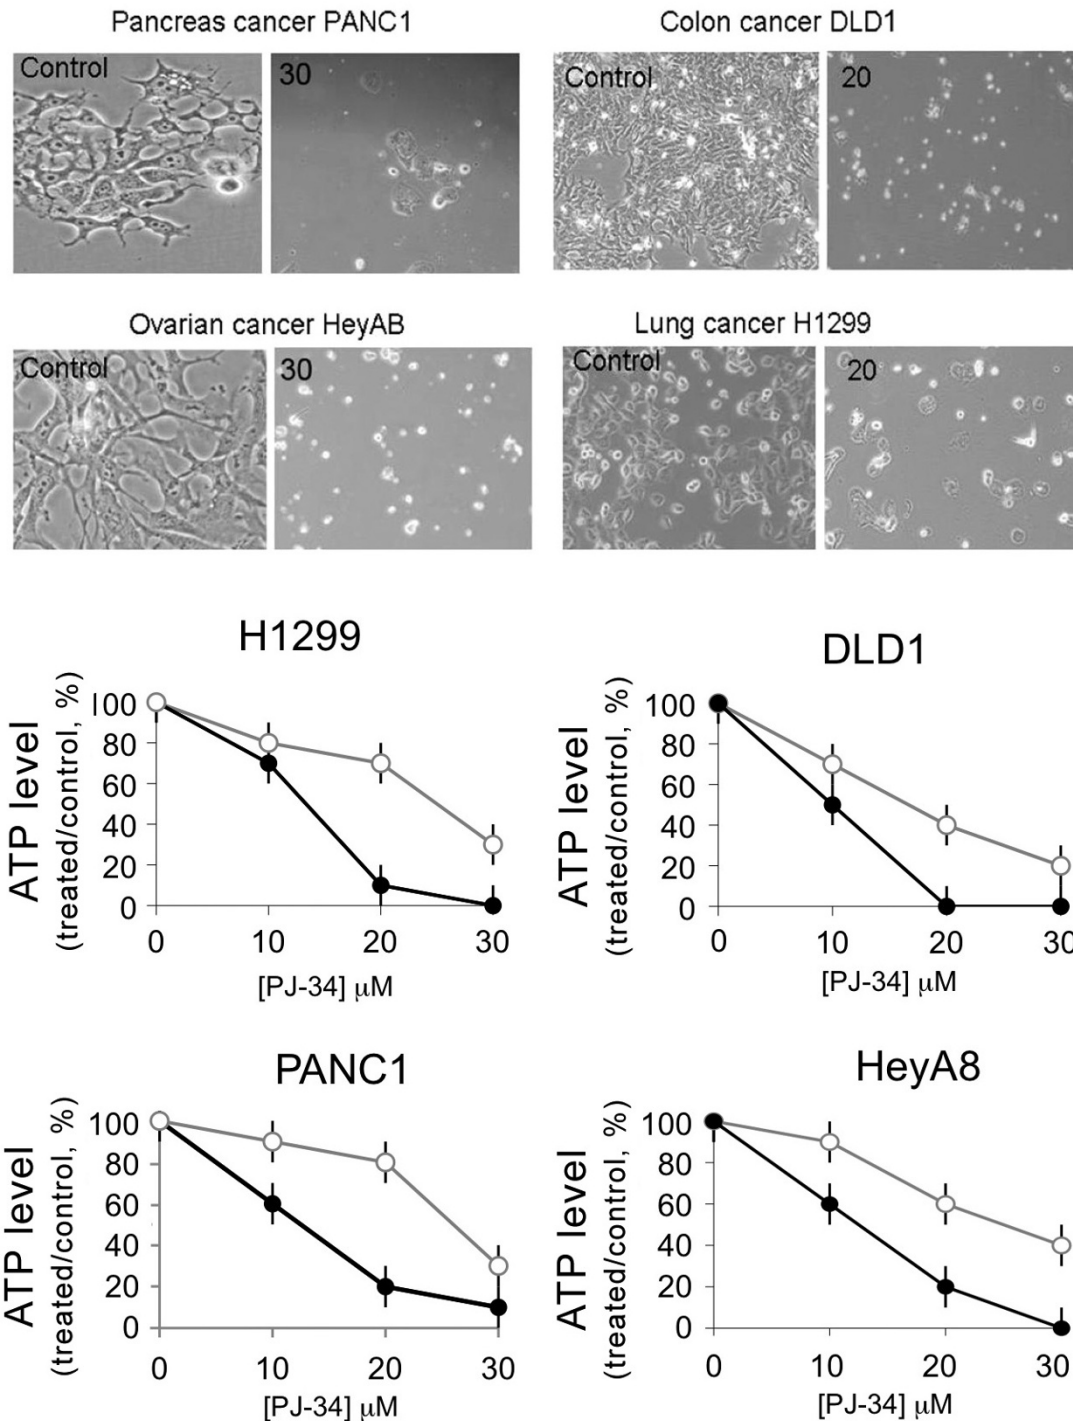 Pancreas cancer PANC1
Colon cancer DLD1
Control
30
Control
20
Ovarian cancer HeyAB
Lung cancer H1299
Control
30
Control
20
H1299
ATP level
(treated/control, %)
100
80
60
40
20
0
0 10 20 30
[PJ-34] μM
DLD1
ATP level
(treated/control, %)
100
80
60
40
20
0
0 10 20 30
[PJ-34] μM
PANC1
ATP level
(treated/control, %)
100
80
60
40
20
0
0 10 20 30
[PJ-34] μM
HeyA8
ATP level
(treated/control, %)
100
80
60
40
20
0
0 10 20 30
[PJ-34] μM